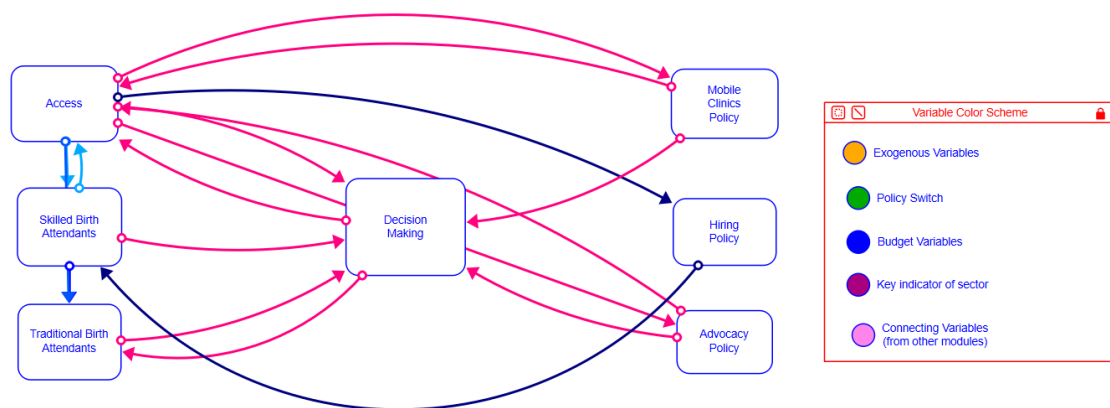 Access
Mobile
Clinics
Policy
Skilled Birth
Attendants
Decision
Making
Hiring
Policy
Traditional Birth
Attendants
Advocacy
Policy
Variable Color Scheme
Exogenous Variables
Policy Switch
Budget Variables
Key indicator of sector
Connecting Variables
(from other modules)